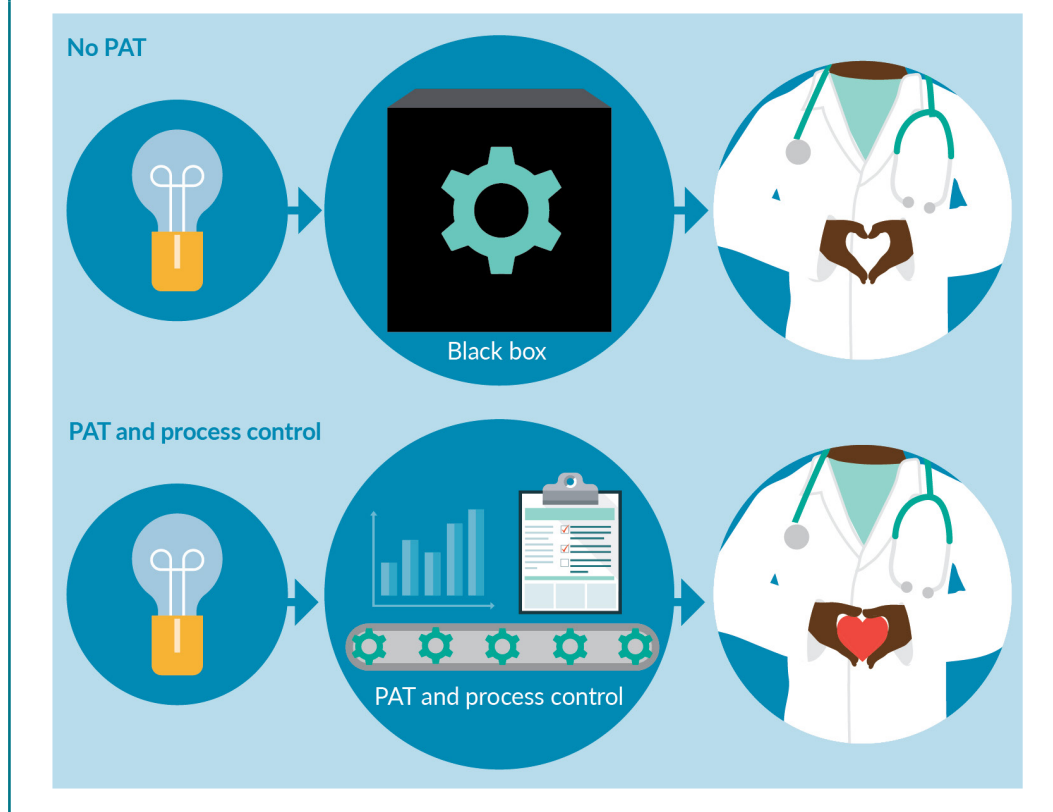 No PAT
Black box
PAT and process control
PAT and process control